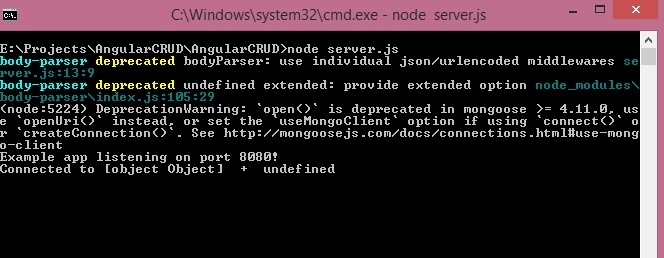 C:\Windows\system32\cmd.exe - node server.js
E:\Projects\AngularCRUD\AngularCRUD>node server.js
body-parser deprecated bodyParser: use individual json/urlencoded middlewares se
rver.js:13:9
body-parser deprecated undefined extended: provide extended option node_modules\
body-parser\index.js:105:29
(node:5224) DeprecationWarning: `open()` is deprecated in mongoose >= 4.11.0, us
e `openUri()` instead, or set the `useMongoClient` option if using `connect()` o
r `createConnection()`. See http://mongoosejs.com/docs/connections.html#use-mong
o-client
Example app listening on port 8080!
Connected to [object Object] + undefined